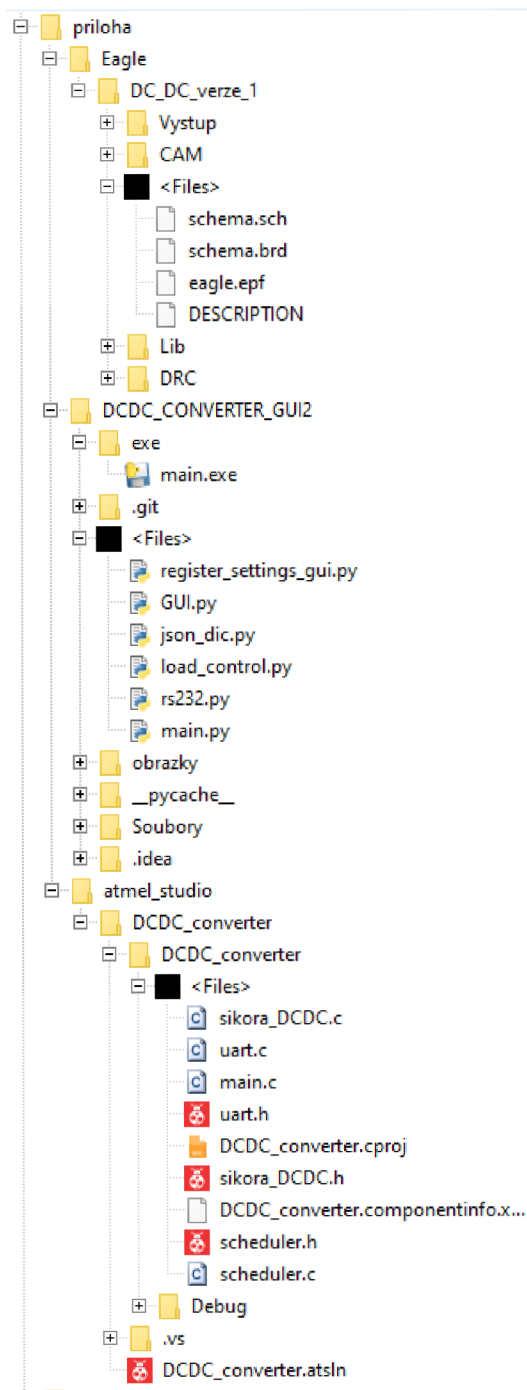 priloha
Eagle
DC_DC_verze_1
Vystup
CAM
<Files>
schema.sch
schema.brd
eagle.epf
DESCRIPTION
Lib
DRC
DCDC_CONVERTER_GUI2
exe
main.exe
.git
<Files>
register_settings_gui.py
GUI.py
json_dic.py
load_control.py
rs232.py
main.py
obrazky
__pycache__
Soubory
.idea
atmel_studio
DCDC_converter
DCDC_converter
<Files>
sikora_DCDC.c
uart.c
main.c
uart.h
DCDC_converter.cproj
sikora_DCDC.h
DCDC_converter.componentinfo.x...
scheduler.h
scheduler.c
Debug
.vs
DCDC_converter.atsln